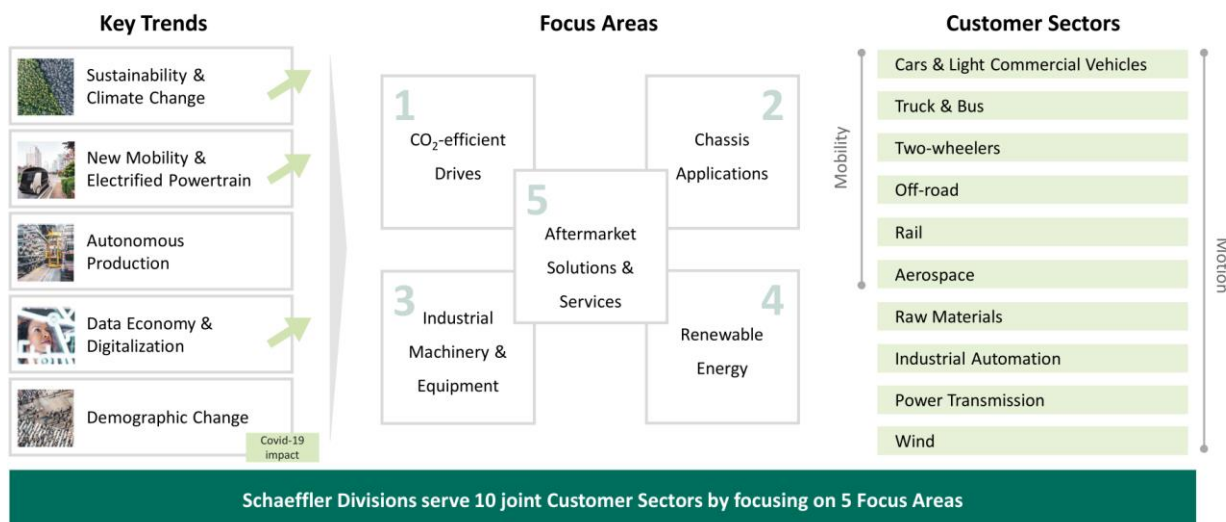 Key Trends
Sustainability &
Climate Change
New Mobility &
Electrified Powertrain
Autonomous
Production
Data Economy &
Digitalization
Demographic Change
Covid-19
impact
Focus Areas
1
CO₂-efficient
Drives
2
Chassis
Applications
5
Aftermarket
Solutions &
Services
3
Industrial
Machinery &
Equipment
4
Renewable
Energy
Customer Sectors
Mobility
Cars & Light Commercial Vehicles
Truck & Bus
Two-wheelers
Off-road
Rail
Aerospace
Raw Materials
Industrial Automation
Power Transmission
Wind
Motion
Schaeffler Divisions serve 10 joint Customer Sectors by focusing on 5 Focus Areas